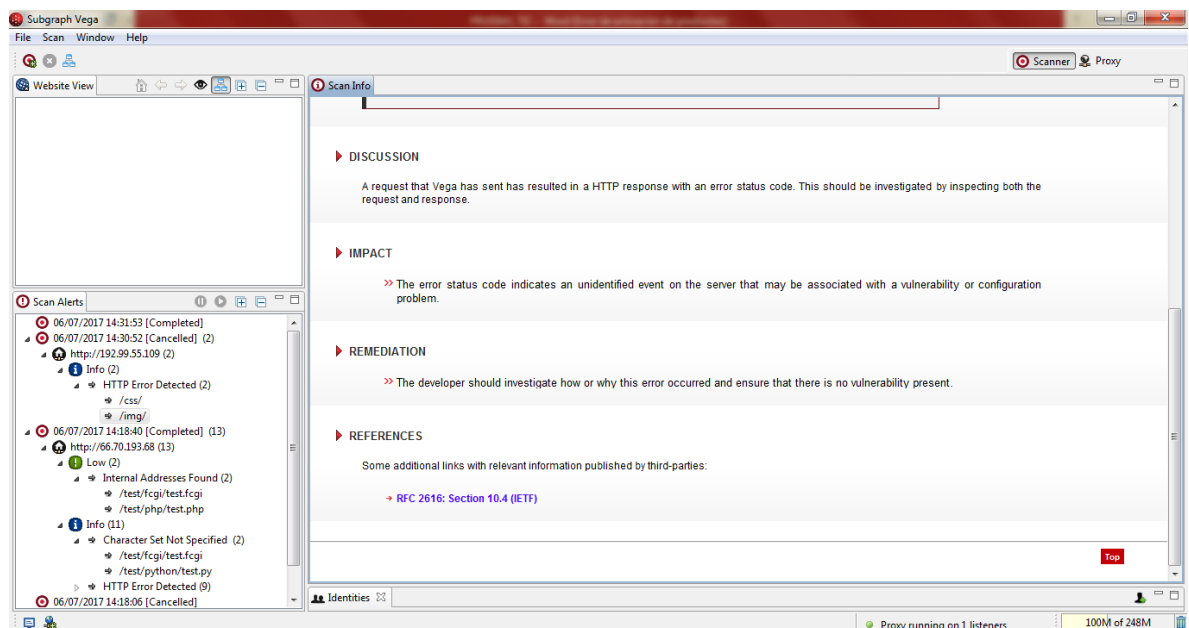 Subgraph Vega
File Scan Window Help
Scanner Proxy
Website View
Scan Info
DISCUSSION
A request that Vega has sent has resulted in a HTTP response with an error status code. This should be investigated by inspecting both the
request and response.
IMPACT
The error status code indicates an unidentified event on the server that may be associated with a vulnerability or configuration
problem.
REMEDIATION
The developer should investigate how or why this error occurred and ensure that there is no vulnerability present.
REFERENCES
Some additional links with relevant information published by third-parties:
RFC 2616: Section 10.4 (IETF)
Top
Scan Alerts
06/07/2017 14:31:53 [Completed]
06/07/2017 14:30:52 [Cancelled] (2)
http://192.99.55.109 (2)
Info (2)
HTTP Error Detected (2)
/css/
/img/
06/07/2017 14:18:40 [Completed] (13)
http://66.70.193.68 (13)
Low (2)
Internal Addresses Found (2)
/test/fcgi/test.fcgi
/test/php/test.php
Info (11)
Character Set Not Specified (2)
/test/fcgi/test.fcgi
/test/python/test.py
HTTP Error Detected (9)
06/07/2017 14:18:06 [Cancelled]
Identities
Proxy running on 1 listeners
100M of 248M